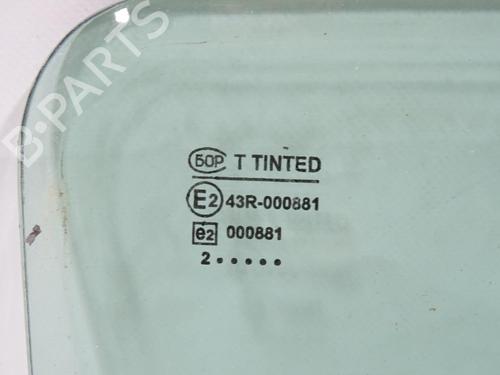 B-PARTS
БОР T TINTED
E2 43R-000881
e2 000881
2 • • • • •